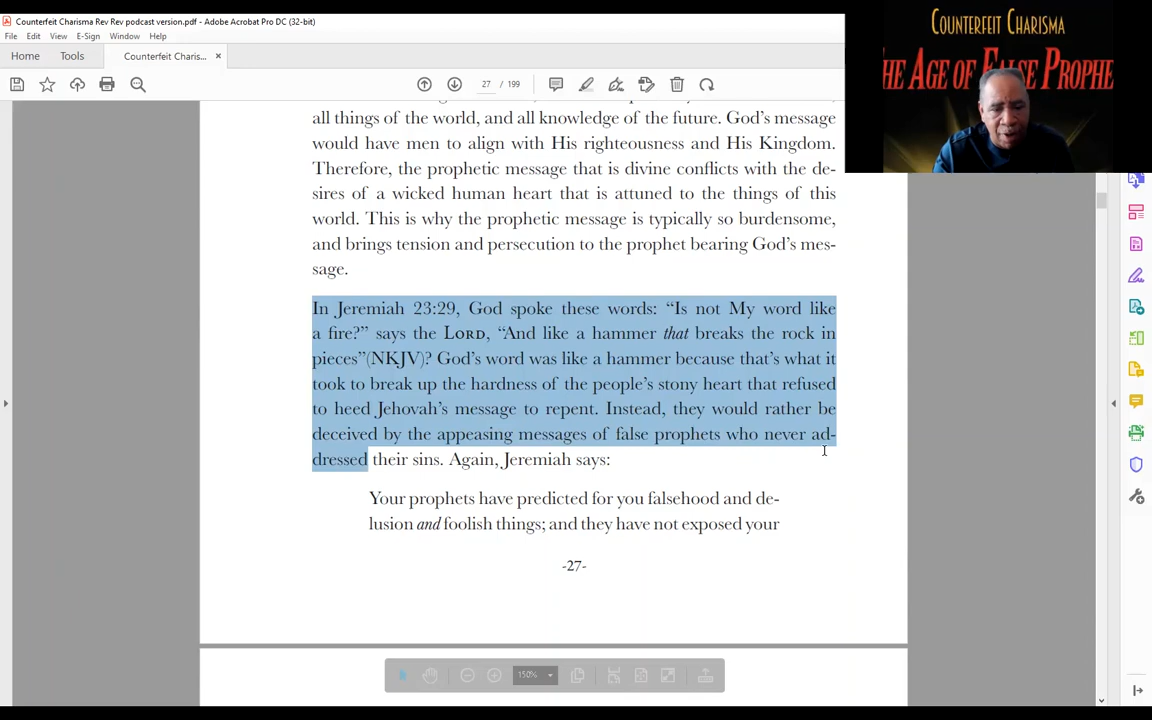 Counterfeit Charisma Rev Rev podcast version.pdf - Adobe Acrobat Pro DC (32-bit)
File Edit View E-Sign Window Help
Home Tools Counterfeit Charis... ×
27 / 199
COUNTERFEIT CHARISMA
HE AGE OF FALSE PROPHE
all things of the world, and all knowledge of the future. God's message
would have men to align with His righteousness and His Kingdom.
Therefore, the prophetic message that is divine conflicts with the de-
sires of a wicked human heart that is attuned to the things of this
world. This is why the prophetic message is typically so burdensome,
and brings tension and persecution to the prophet bearing God's mes-
sage.
In Jeremiah 23:29, God spoke these words: “Is not My word like
a fire?” says the LORD, “And like a hammer that breaks the rock in
pieces”(NKJV)? God's word was like a hammer because that's what it
took to break up the hardness of the people's stony heart that refused
to heed Jehovah's message to repent. Instead, they would rather be
deceived by the appeasing messages of false prophets who never ad-
dressed their sins. Again, Jeremiah says:
Your prophets have predicted for you falsehood and de-
lusion and foolish things; and they have not exposed your
-27-
150%